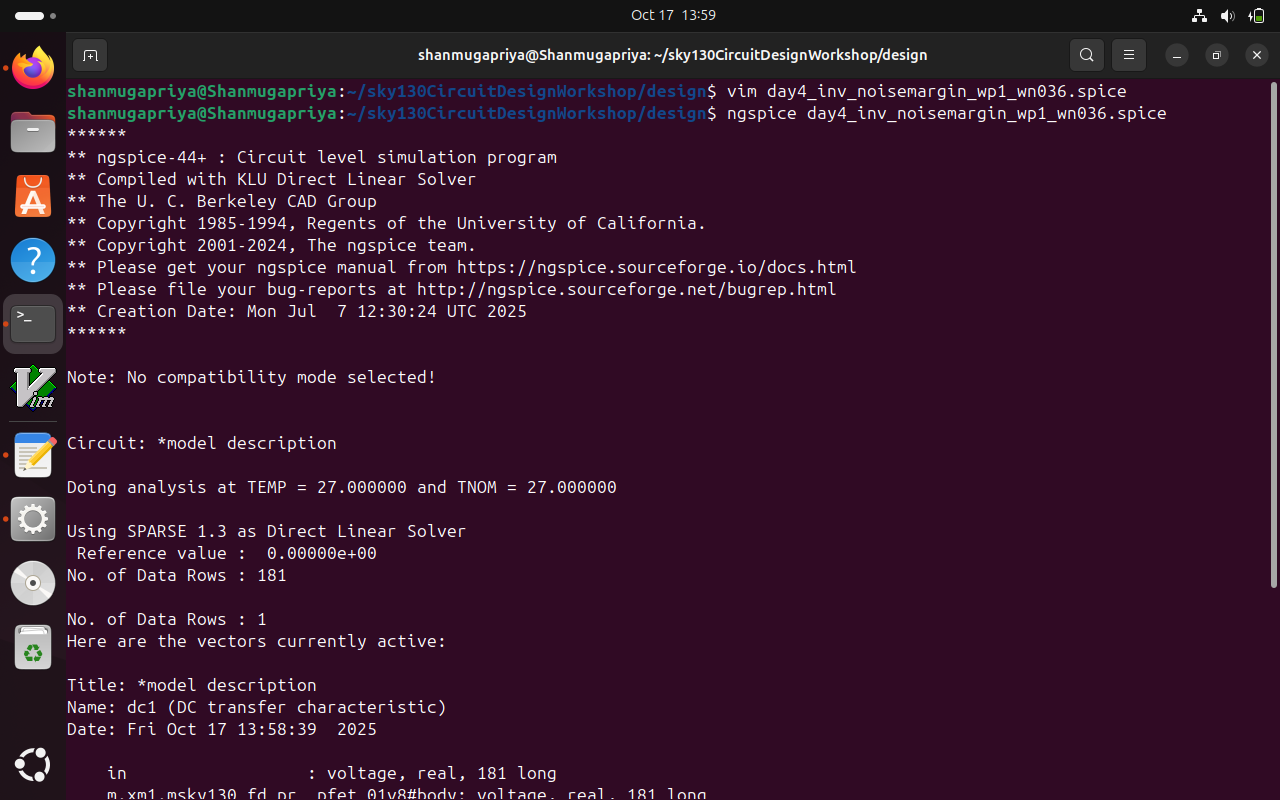 Oct 17 13:59
shanmugapriya@Shanmugapriya: ~/sky130CircuitDesignWorkshop/design
shanmugapriya@Shanmugapriya:~/sky130CircuitDesignWorkshop/design$ vim day4_inv_noisemargin_wp1_wn036.spice
shanmugapriya@Shanmugapriya:~/sky130CircuitDesignWorkshop/design$ ngspice day4_inv_noisemargin_wp1_wn036.spice
******
** ngspice-44+ : Circuit level simulation program
** Compiled with KLU Direct Linear Solver
** The U. C. Berkeley CAD Group
** Copyright 1985-1994, Regents of the University of California.
** Copyright 2001-2024, The ngspice team.
** Please get your ngspice manual from https://ngspice.sourceforge.io/docs.html
** Please file your bug-reports at http://ngspice.sourceforge.net/bugrep.html
** Creation Date: Mon Jul  7 12:30:24 UTC 2025
******
Note: No compatibility mode selected!
Circuit: *model description
Doing analysis at TEMP = 27.000000 and TNOM = 27.000000
Using SPARSE 1.3 as Direct Linear Solver
 Reference value :  0.00000e+00
No. of Data Rows : 181
No. of Data Rows : 1
Here are the vectors currently active:
Title: *model description
Name: dc1 (DC transfer characteristic)
Date: Fri Oct 17 13:58:39  2025
    in                  : voltage, real, 181 long
    m.xm1.msky130_fd_pr__pfet_01v8#body: voltage, real, 181 long